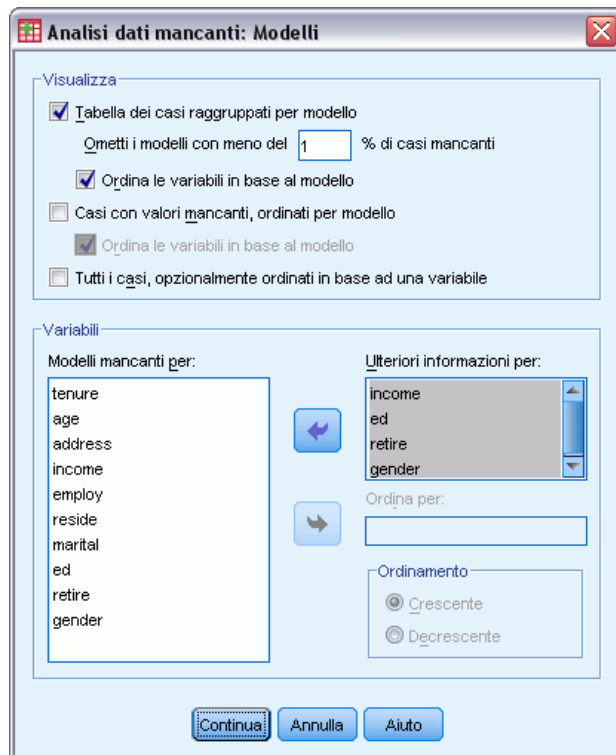 Analisi dati mancanti: Modelli
Visualizza
Tabella dei casi raggruppati per modello
Ometti i modelli con meno del 1 % di casi mancanti
Ordina le variabili in base al modello
Casi con valori mancanti, ordinati per modello
Ordina le variabili in base al modello
Tutti i casi, opzionalmente ordinati in base ad una variabile
Variabili
Modelli mancanti per:
tenure
age
address
income
employ
reside
marital
ed
retire
gender
Ulteriori informazioni per:
income
ed
retire
gender
Ordina per:
Ordinamento
Crescente
Decrescente
Continua Annulla Aiuto